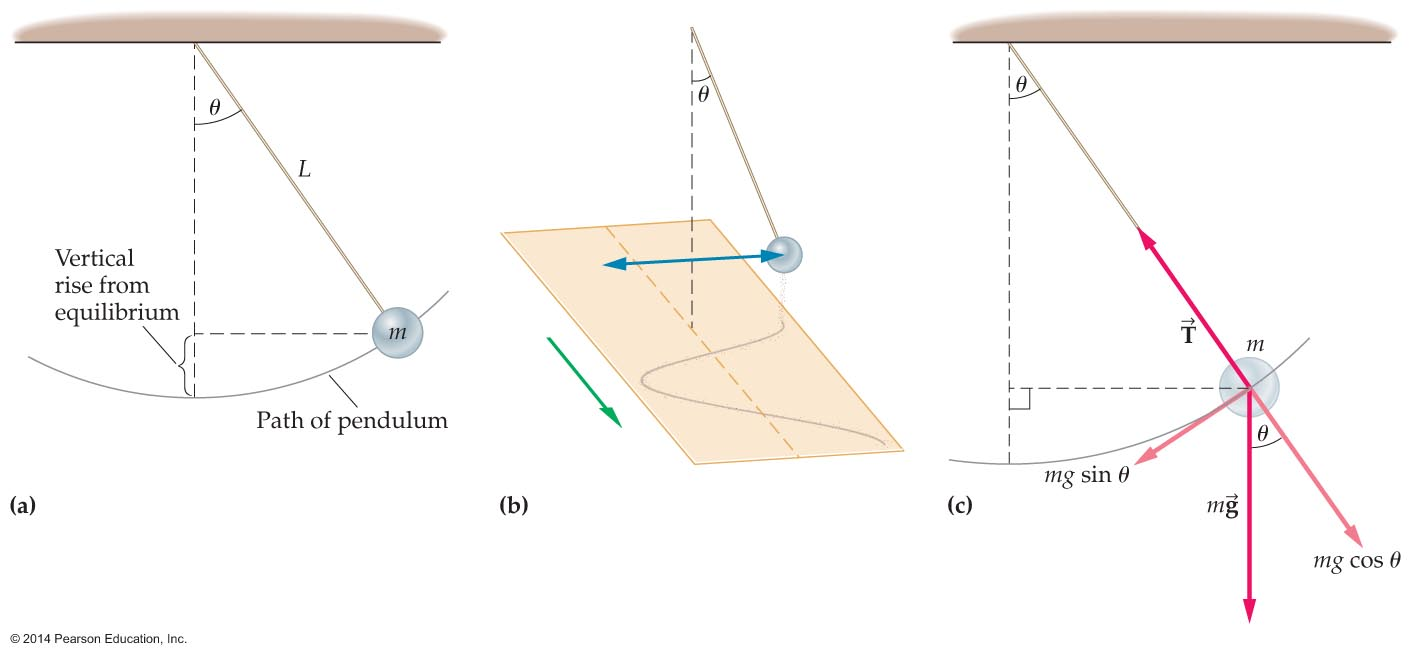 θ
L
Vertical
rise from
equilibrium
m
Path of pendulum
(a)
θ
(b)
θ
T⃗
m
θ
mg sin θ
mg⃗
mg cos θ
(c)
© 2014 Pearson Education, Inc.